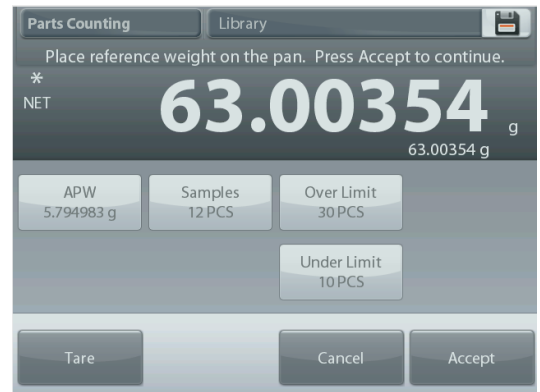 Parts Counting
Library
Place reference weight on the pan. Press Accept to continue.
*
NET
63.00354 g
63.00354 g
APW
5.794983 g
Samples
12 PCS
Over Limit
30 PCS
Under Limit
10 PCS
Tare
Cancel
Accept